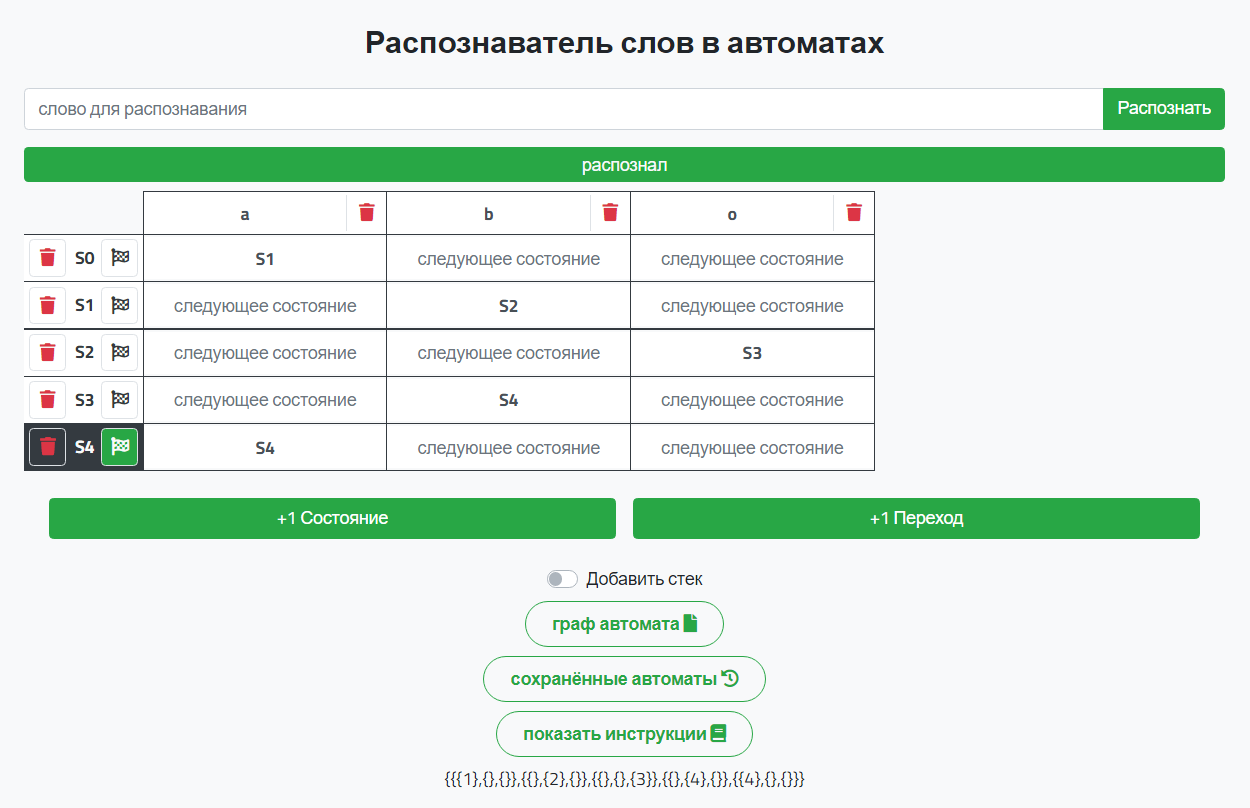 Распознаватель слов в автоматах
слово для распознавания Распознать
распознал
a b o
S0 S1 следующее состояние следующее состояние
S1 следующее состояние S2 следующее состояние
S2 следующее состояние следующее состояние S3
S3 следующее состояние S4 следующее состояние
S4 S4 следующее состояние следующее состояние
+1 Состояние +1 Переход
Добавить стек
граф автомата
сохранённые автоматы
показать инструкции
{{{1},{},{}},{{},{2},{}},{{},{},{3}},{{},{4},{}},{{4},{},{}}}